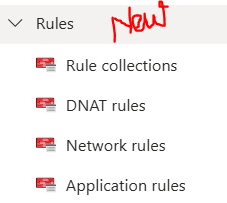 Rules New
Rule collections
DNAT rules
Network rules
Application rules